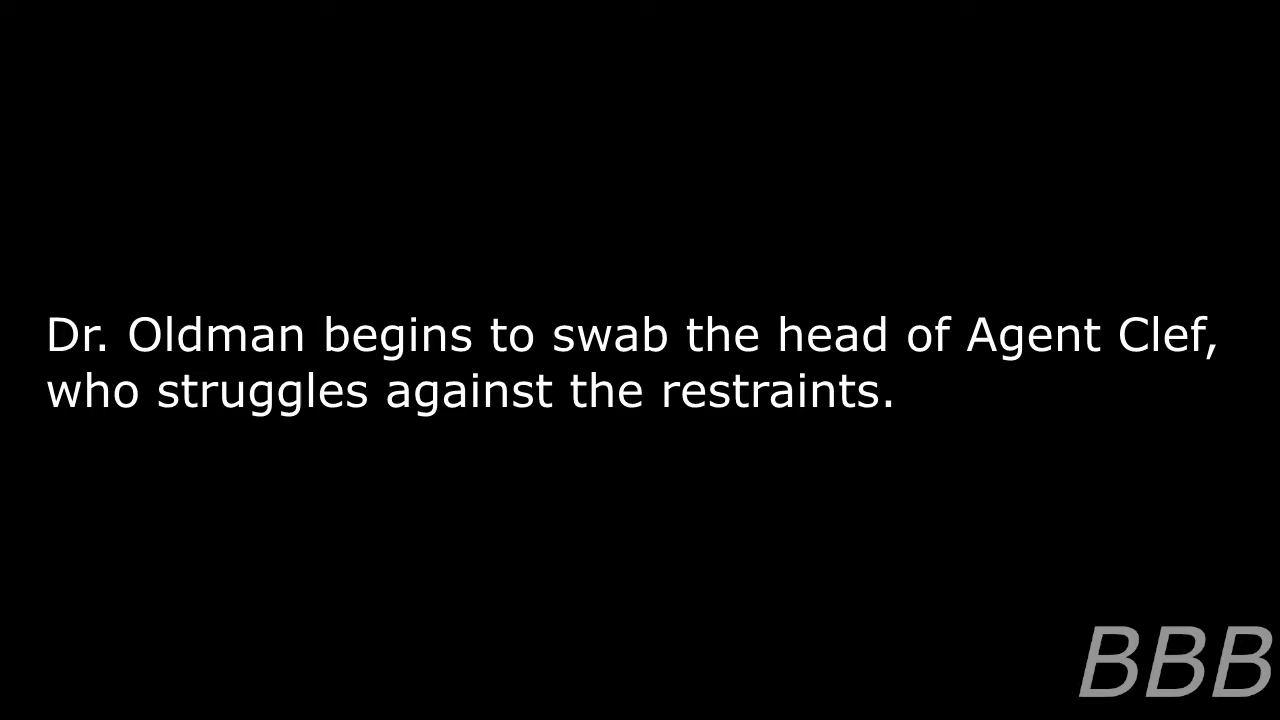 Dr. Oldman begins to swab the head of Agent Clef,
who struggles against the restraints.
BBB